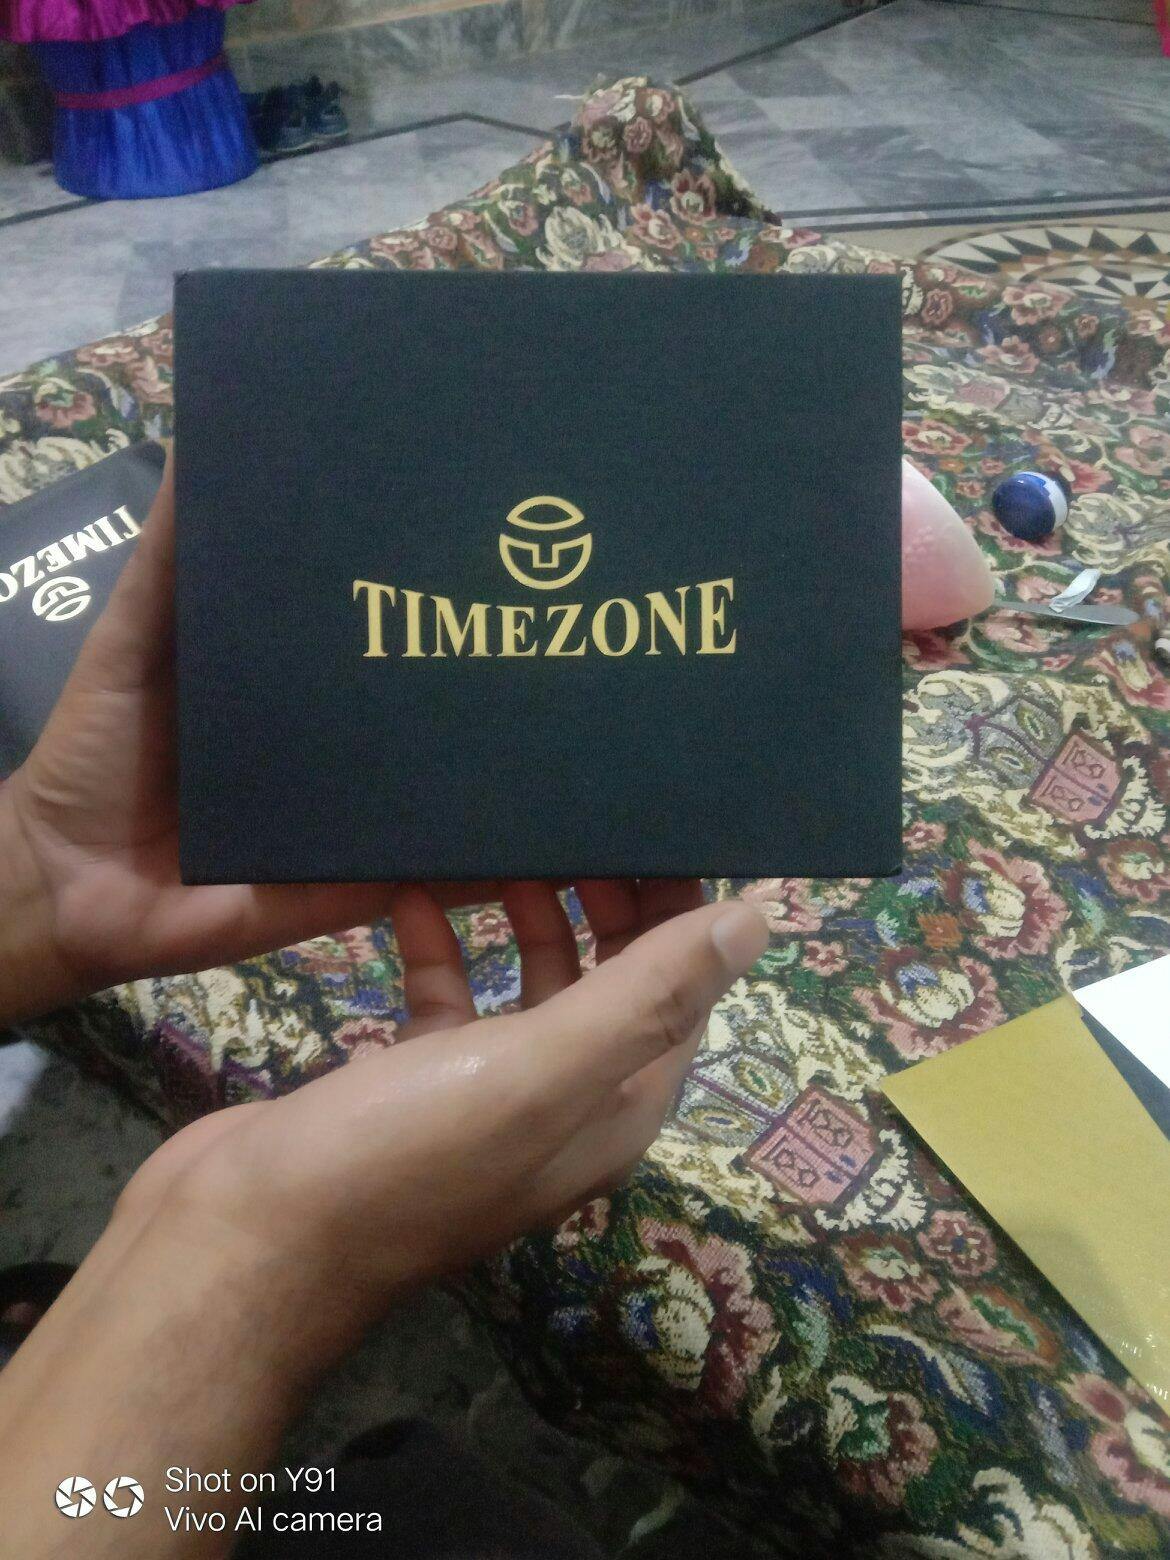 TIMEZONE
TIMEZO
Shot on Y91
Vivo AI camera